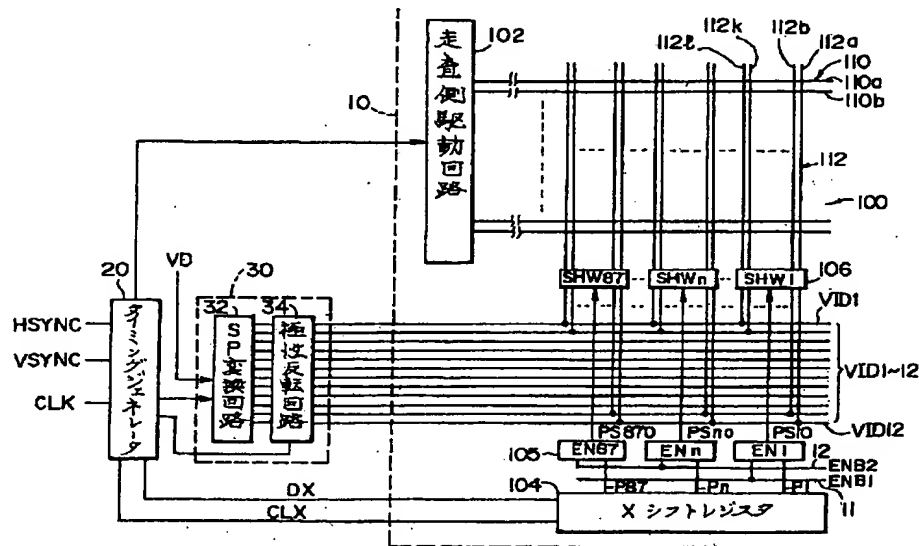 112k
112b
112ℓ
112a
102
110
110a
110b
走査側駆動回路
10
112
100
20
VD
30
106
SHW87
SHWn
SHW1
32
34
VID1
HSYNC
タイミングジェネレータ
SP変換回路
極性反転回路
VSYNC
VID1~12
CLK
PS870
PSno
PS10
VID12
105
EN87
ENn
EN1
12
ENB2
ENB1
DX
104
P87
Pn
P1
11
CLX
Xシフトレジスタ